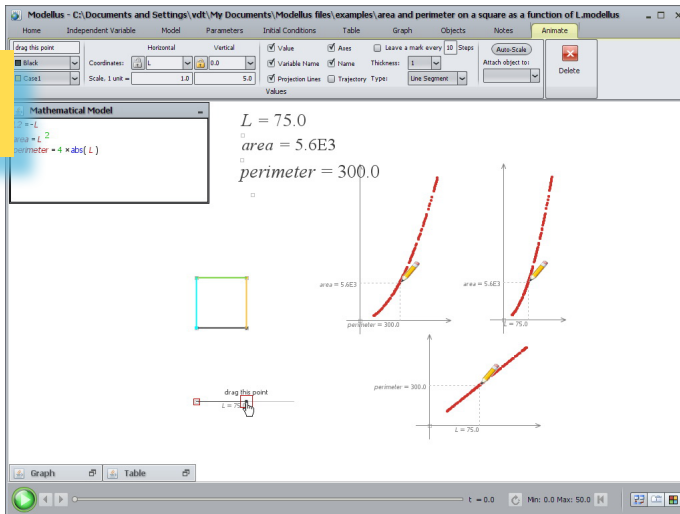 Modellus - C:\Documents and Settings\vdt\My Documents\Modellus files\examples\area and perimeter on a square as a function of L.modellus
Home Independent Variable Model Parameters Initial Conditions Table Graph Objects Notes Animate
drag this point Horizontal Vertical Value Axes Leave a mark every 10 Steps Auto-Scale
Black Coordinates: L 0.0 Variable Name Name Thickness: 1 Attach object to:
Case1 Scale. 1 unit = 1.0 5.0 Projection Lines Trajectory Type: Line Segment Delete
Values
Mathematical Model
L2 = -L
area = L 2
perimeter = 4 × abs( L )
L = 75.0
area = 5.6E3
perimeter = 300.0
area = 5.6E3
perimeter = 300.0
area = 5.6E3
L = 75.0
drag this point
L = 75.0
perimeter = 300.0
L = 75.0
Graph Table
t = 0.0 Min: 0.0 Max: 50.0